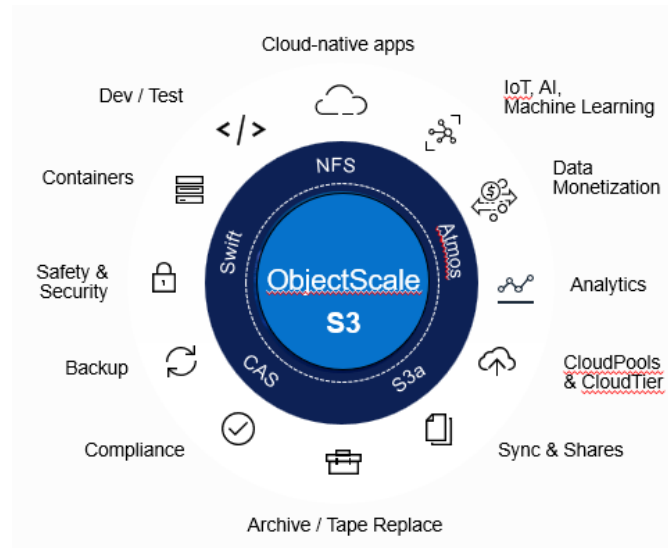 Cloud-native apps
Dev / Test
IoT, AI,
Machine Learning
Containers
Data
Monetization
Safety &
Security
Analytics
Backup
CloudPools
& CloudTier
Compliance
Sync & Shares
Archive / Tape Replace
NFS
Swift
Atmos
CAS
S3a
ObjectScale
S3